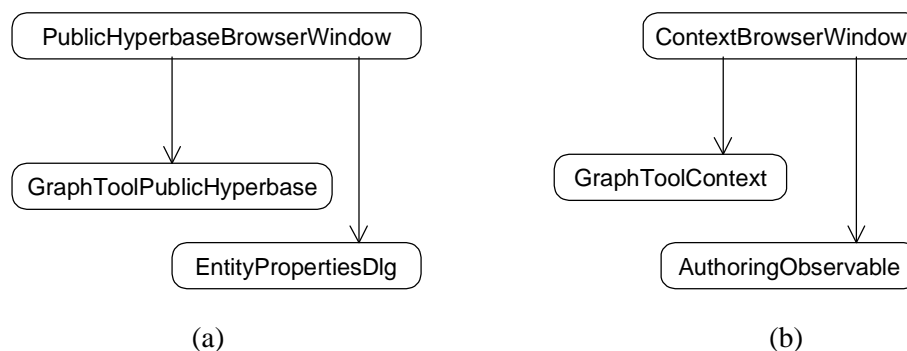 PublicHyperbaseBrowserWindow
ContextBrowserWindow
GraphToolPublicHyperbase
GraphToolContext
EntityPropertiesDlg
AuthoringObservable
(a)
(b)